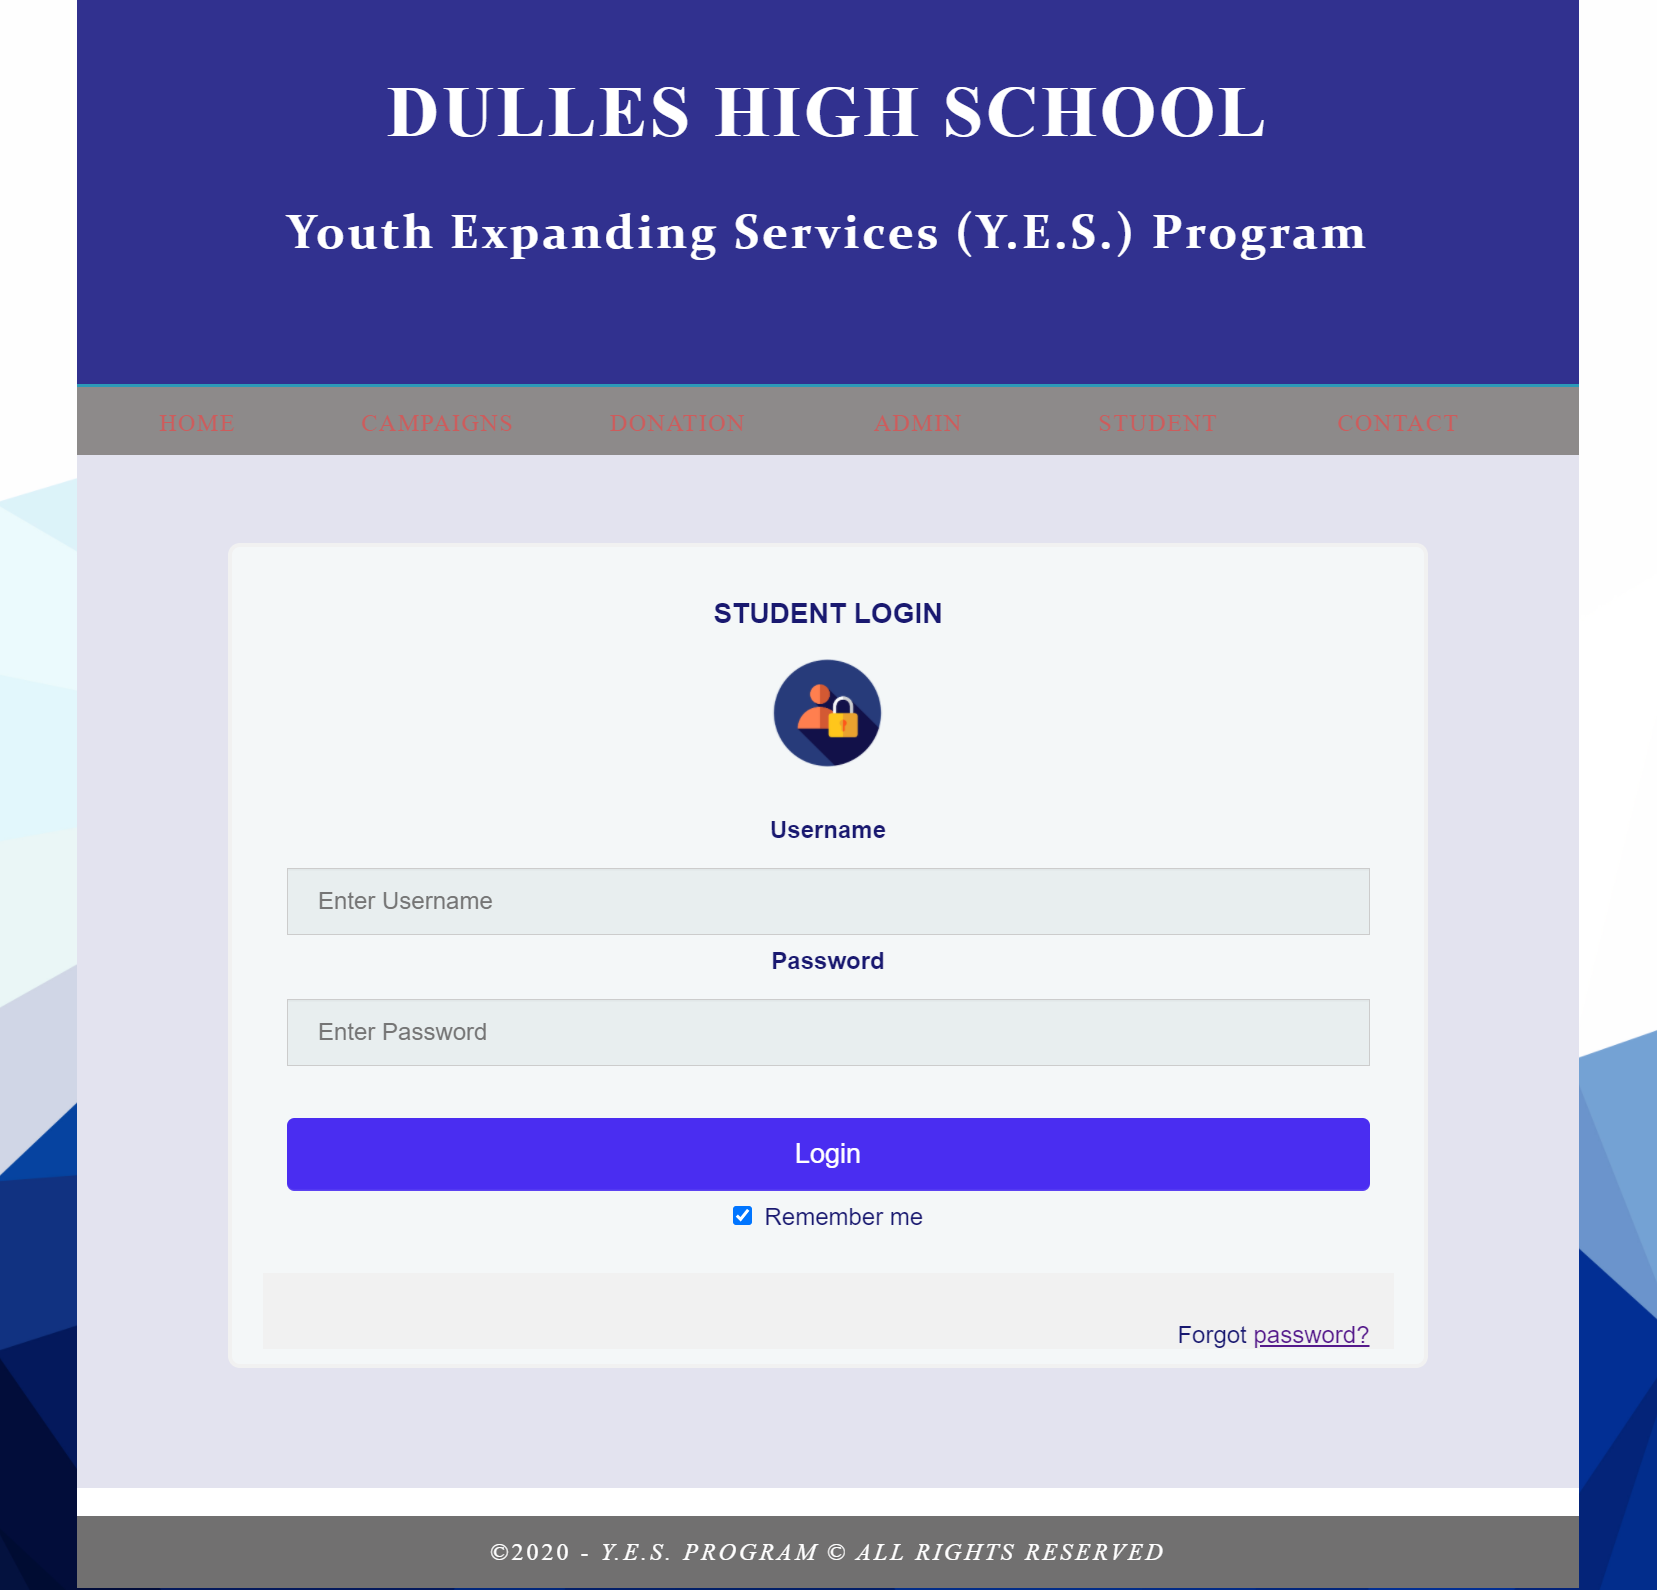 DULLES HIGH SCHOOL
Youth Expanding Services (Y.E.S.) Program
HOME CAMPAIGNS DONATION ADMIN STUDENT CONTACT
STUDENT LOGIN
Username
Enter Username
Password
Enter Password
Login
Remember me
Forgot password?
©2020 - Y.E.S. PROGRAM © ALL RIGHTS RESERVED